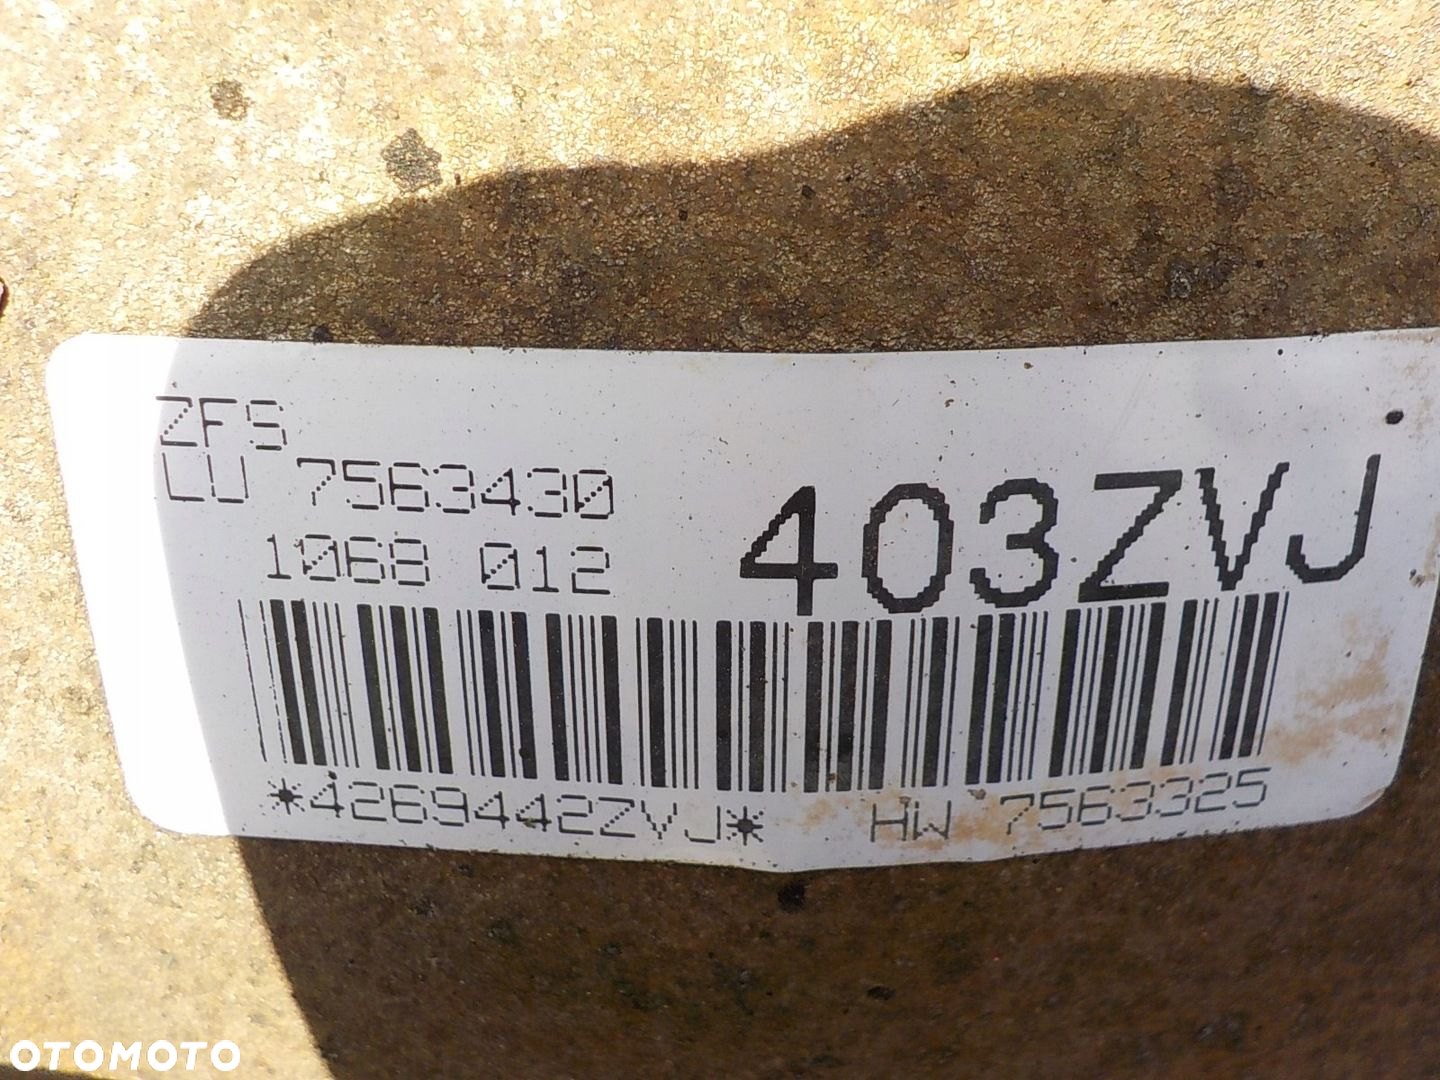 ZFS
LU 7563430
1068 012
403ZVJ
*4269442ZVJ*
HW 7563325
OTOMOTO